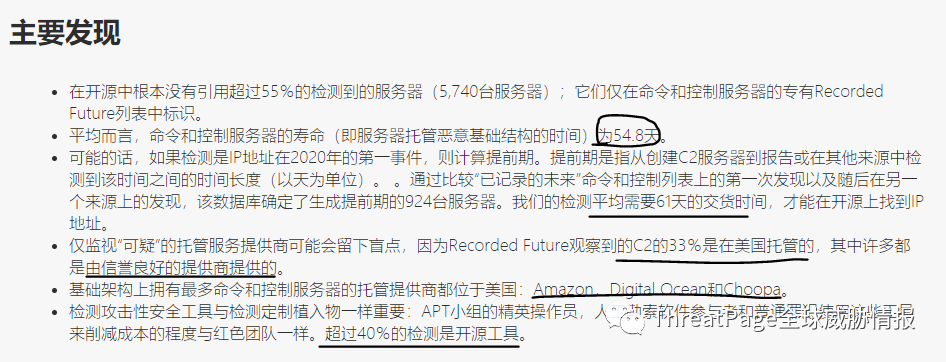 主要发现
在开源中根本没有引用超过55％的检测到的服务器（5,740台服务器）；它们仅在命令和控制服务器的专有Recorded
Future列表中标识。
平均而言，命令和控制服务器的寿命（即服务器托管恶意基础结构的时间）为54.8天。
可能的话，如果检测是IP地址在2020年的第一事件，则计算提前期。提前期是指从创建C2服务器到报告或在其他来源中检
测到该时间之间的时间长度（以天为单位）。 。通过比较“已记录的未来”命令和控制列表上的第一次发现以及随后在另一
个来源上的发现，该数据库确定了生成提前期的924台服务器。我们的检测平均需要61天的交货时间，才能在开源上找到IP
地址。
仅监视“可疑”的托管服务提供商可能会留下盲点，因为Recorded Future观察到的C2的33％是在美国托管的，其中许多都
是由信誉良好的提供商提供的。
基础架构上拥有最多命令和控制服务器的托管提供商都位于美国：Amazon，Digital Ocean和Choopa。
检测攻击性安全工具与检测定制植入物一样重要：APT小组的精英操作员，人
来削减成本的程度与红色团队一样。超过40％的检测是开源工具。
ThreatPage全球威胁情报